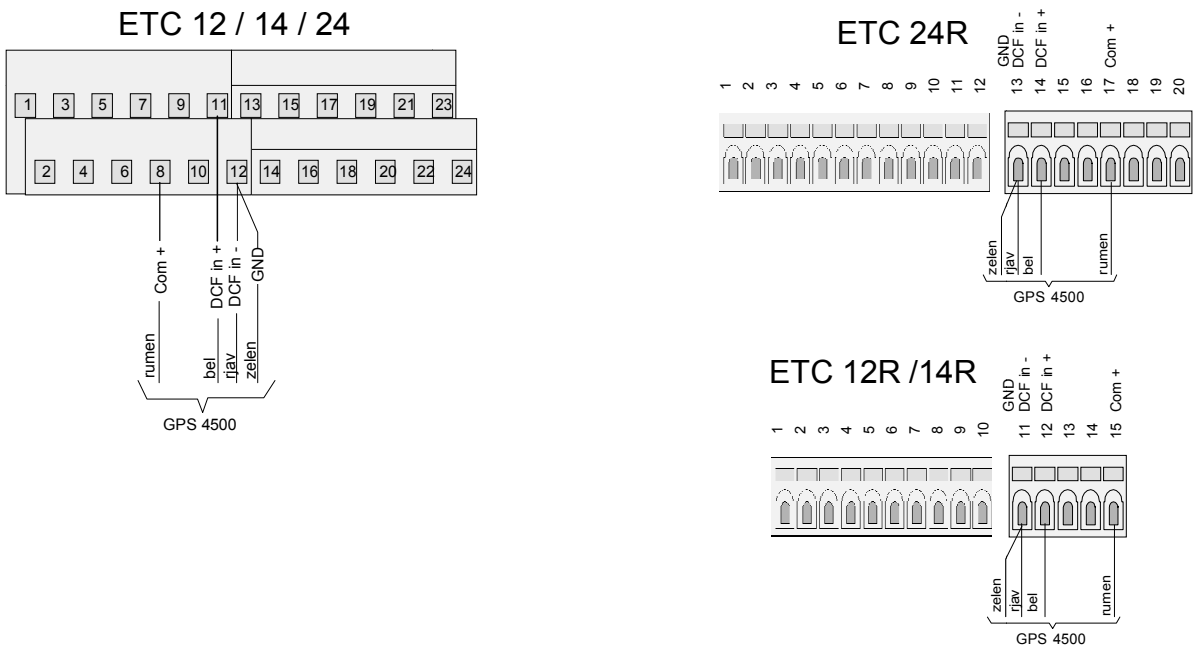 ETC 12 / 14 / 24
1 3 5 7 9 11 13 15 17 19 21 23
2 4 6 8 10 12 14 16 18 20 22 24
Com +
DCF in +
DCF in -
GND
rumen
bel
rjav
zelen
GPS 4500
ETC 24R
GND
DCF in -
DCF in +
Com +
1 2 3 4 5 6 7 8 9 10 11 12 13 14 15 16 17 18 19 20
zelen
rjav
bel
rumen
GPS 4500
ETC 12R /14R
GND
DCF in -
DCF in +
Com +
1 2 3 4 5 6 7 8 9 10 11 12 13 14 15
zelen
rjav
bel
rumen
GPS 4500